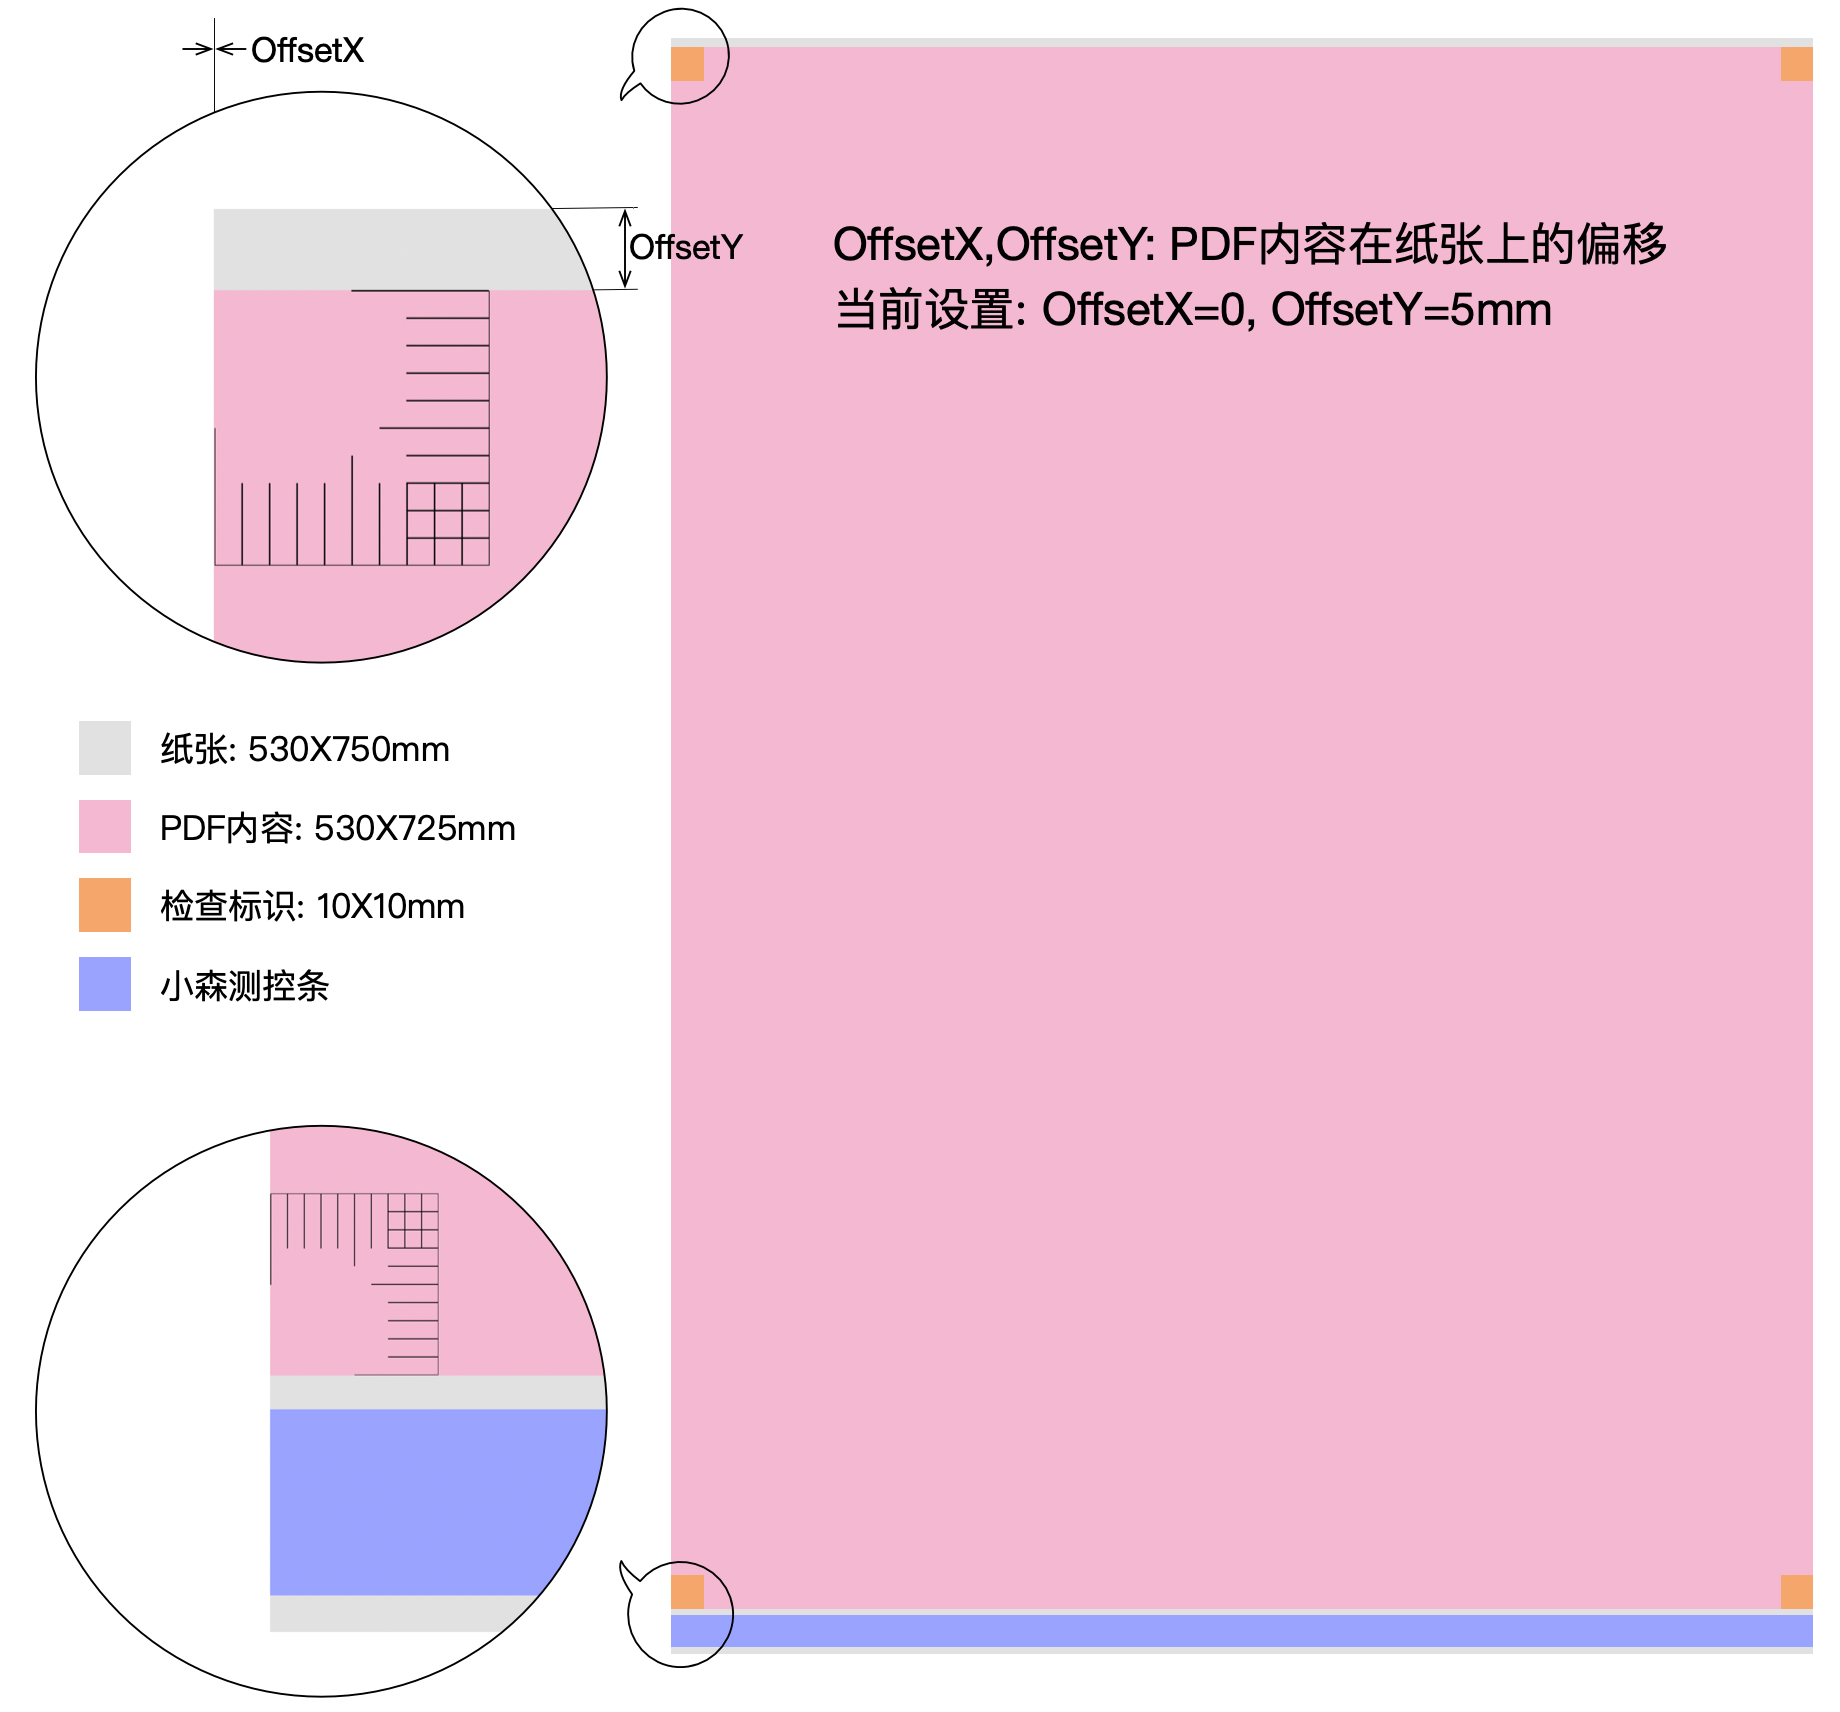 OffsetX
OffsetY
OffsetX,OffsetY: PDF内容在纸张上的偏移
当前设置: OffsetX=0, OffsetY=5mm
纸张: 530X750mm
PDF内容: 530X725mm
检查标识: 10X10mm
小森测控条